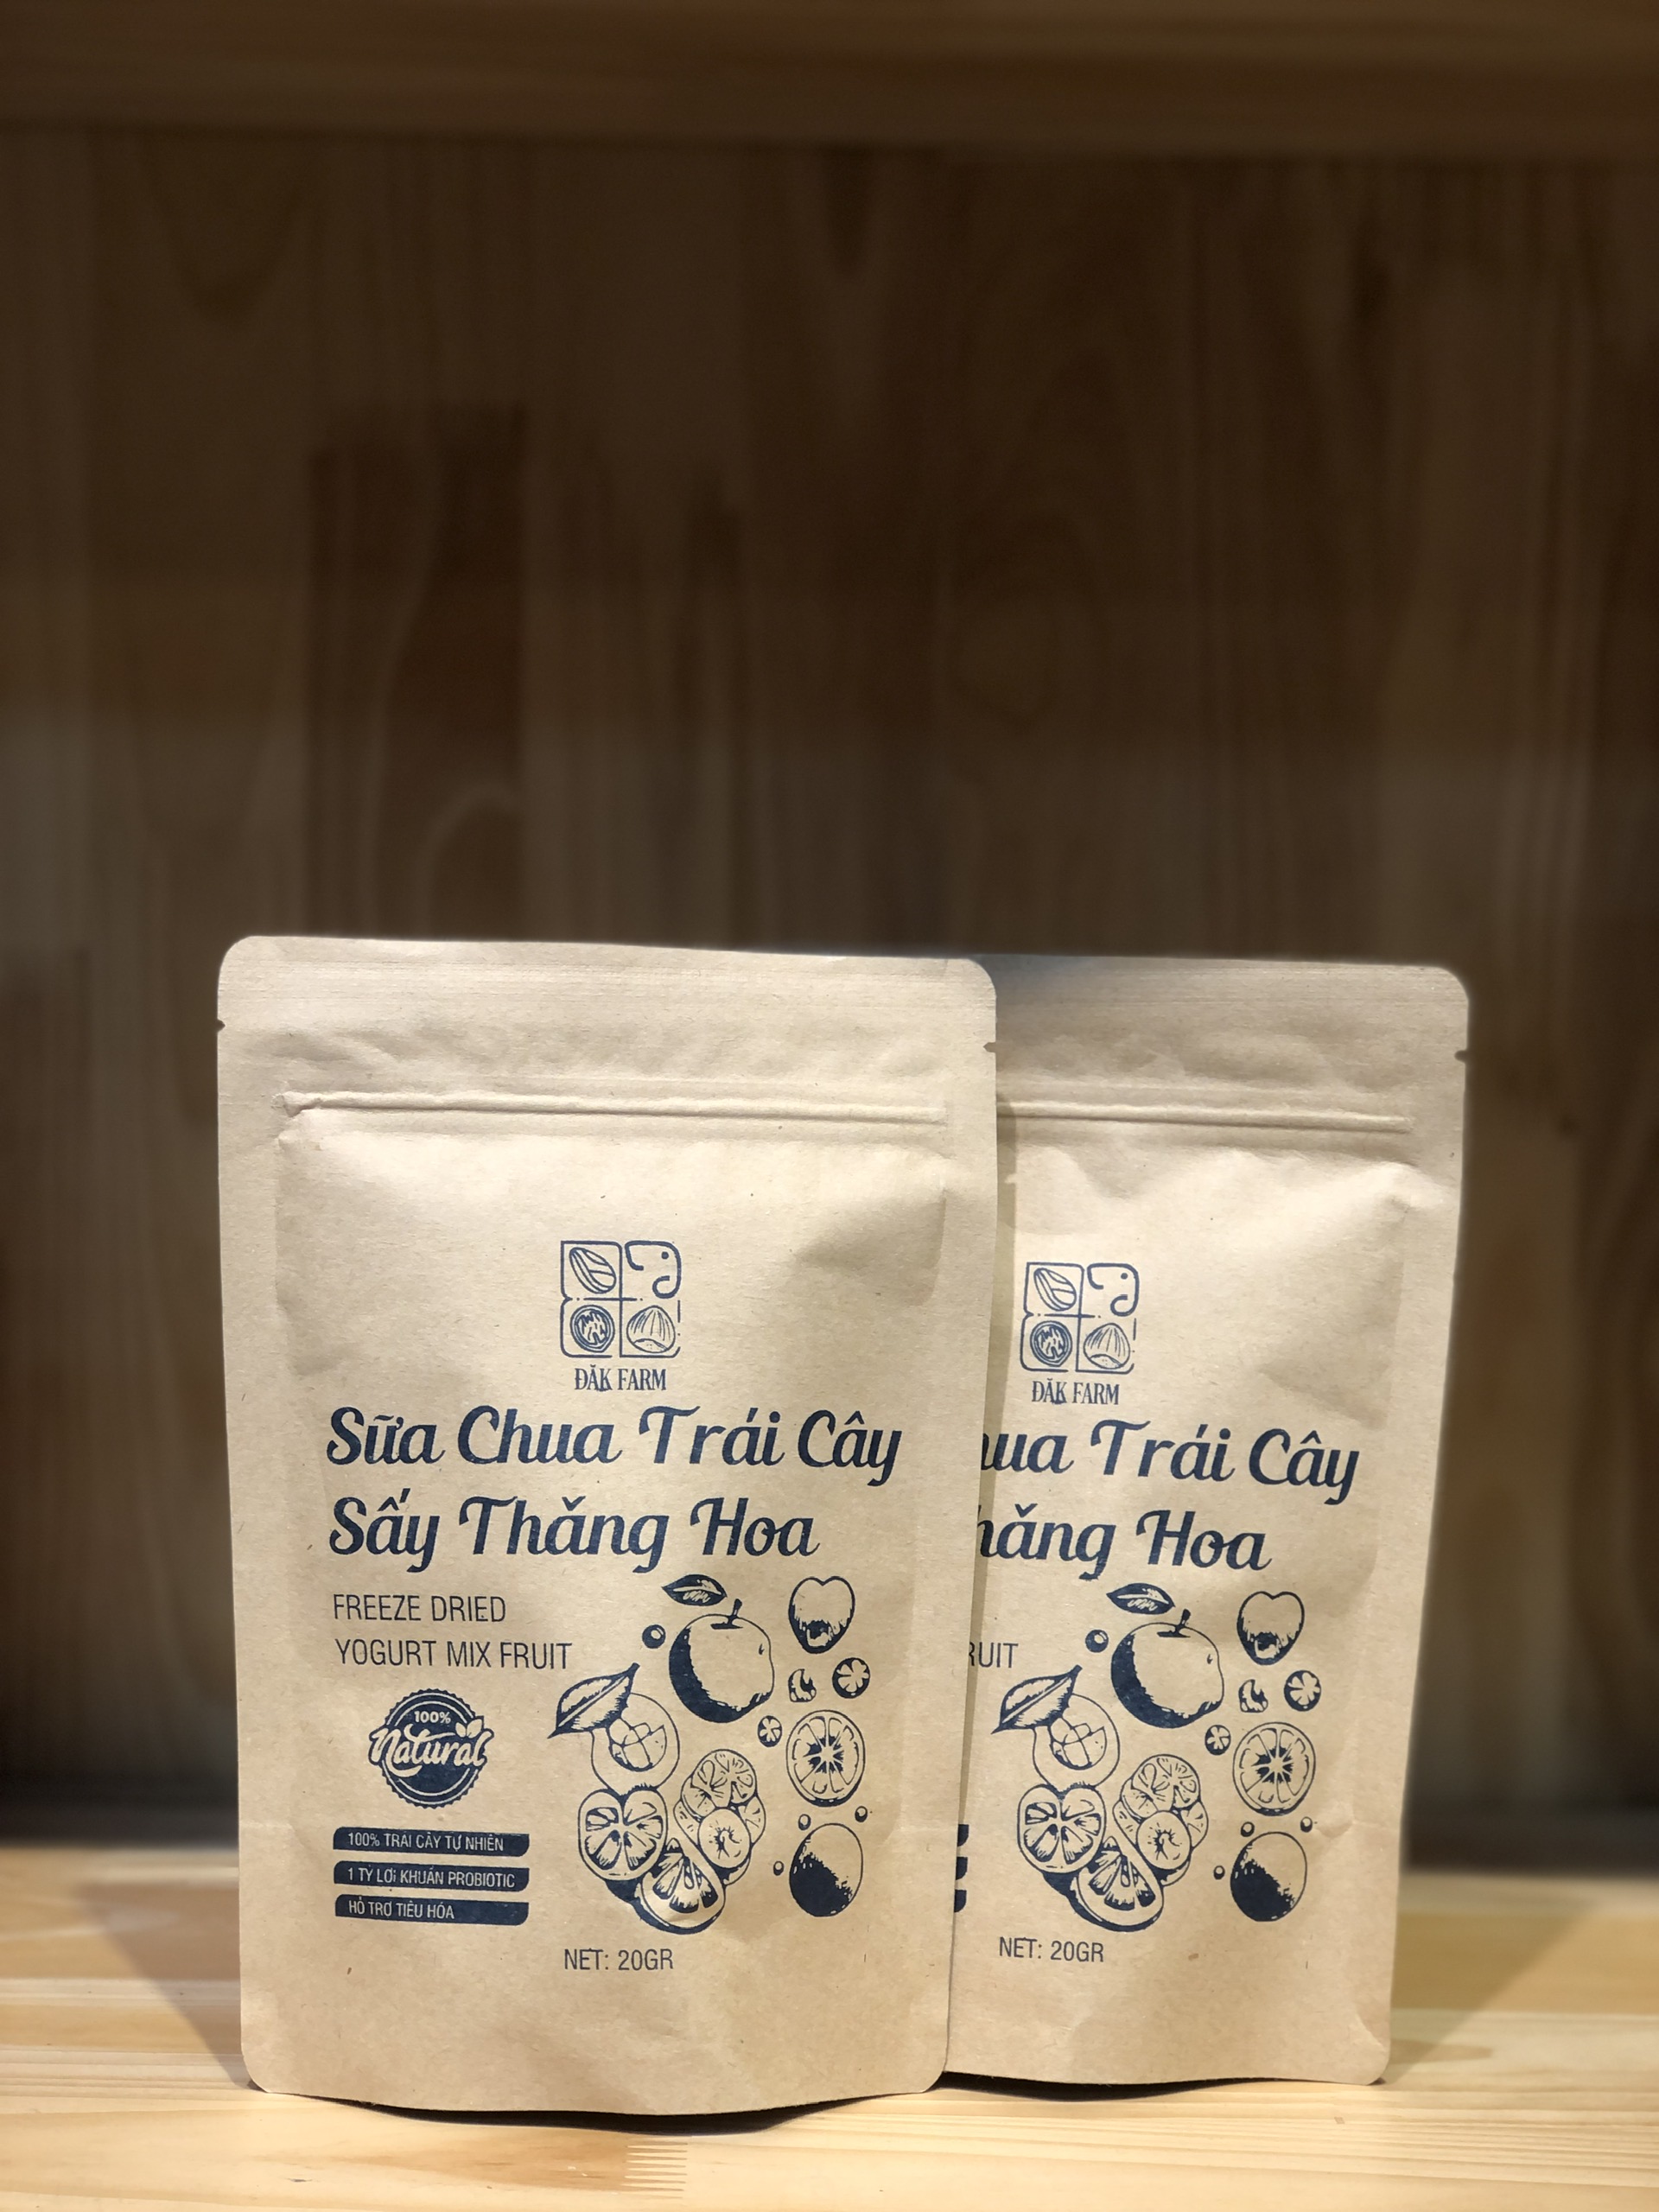 ĐĂK FARM
Sữa Chua Trái Cây
Sấy Thăng Hoa
FREEZE DRIED
YOGURT MIX FRUIT
100%
Natural
100% TRÁI CÂY TỰ NHIÊN
1 TỶ LỢI KHUẨN PROBIOTIC
HỖ TRỢ TIÊU HÓA
NET: 20GR
ĐĂK FARM
hua Trái Cây
hăng Hoa
RUIT
NET: 20GR